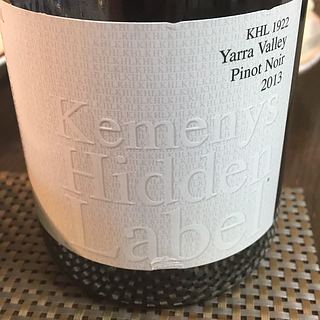 KHL 1922
Yarra Valley
Pinot Noir
2013
Kemenys
Hidden
Label